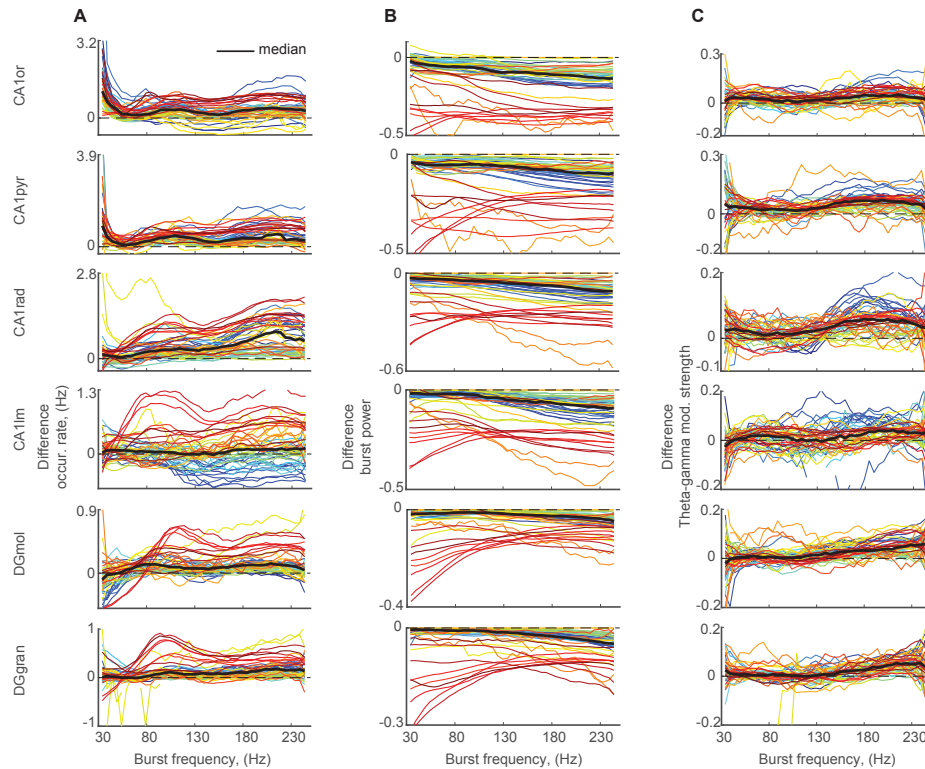 A
B
C
3.2
0
median
CA1or
0
-0.5
0.3
0
-0.2
3.9
0
CA1pyr
0
-0.5
0.3
0
-0.2
2.8
0
CA1rad
0
-0.6
0.2
0
-0.1
1.3
0
CA1lm
Difference
occur. rate, (Hz)
0
-0.5
Difference
burst power
0.2
0
-0.2
Difference
Theta-gamma mod. strength
0.9
0
DGmol
0
-0.4
0.2
0
-0.2
1
0
-1
DGgran
0
-0.3
0.2
0
-0.2
30 80 130 180 230
30 80 130 180 230
30 80 130 180 230
Burst frequency, (Hz)
Burst frequency, (Hz)
Burst frequency, (Hz)